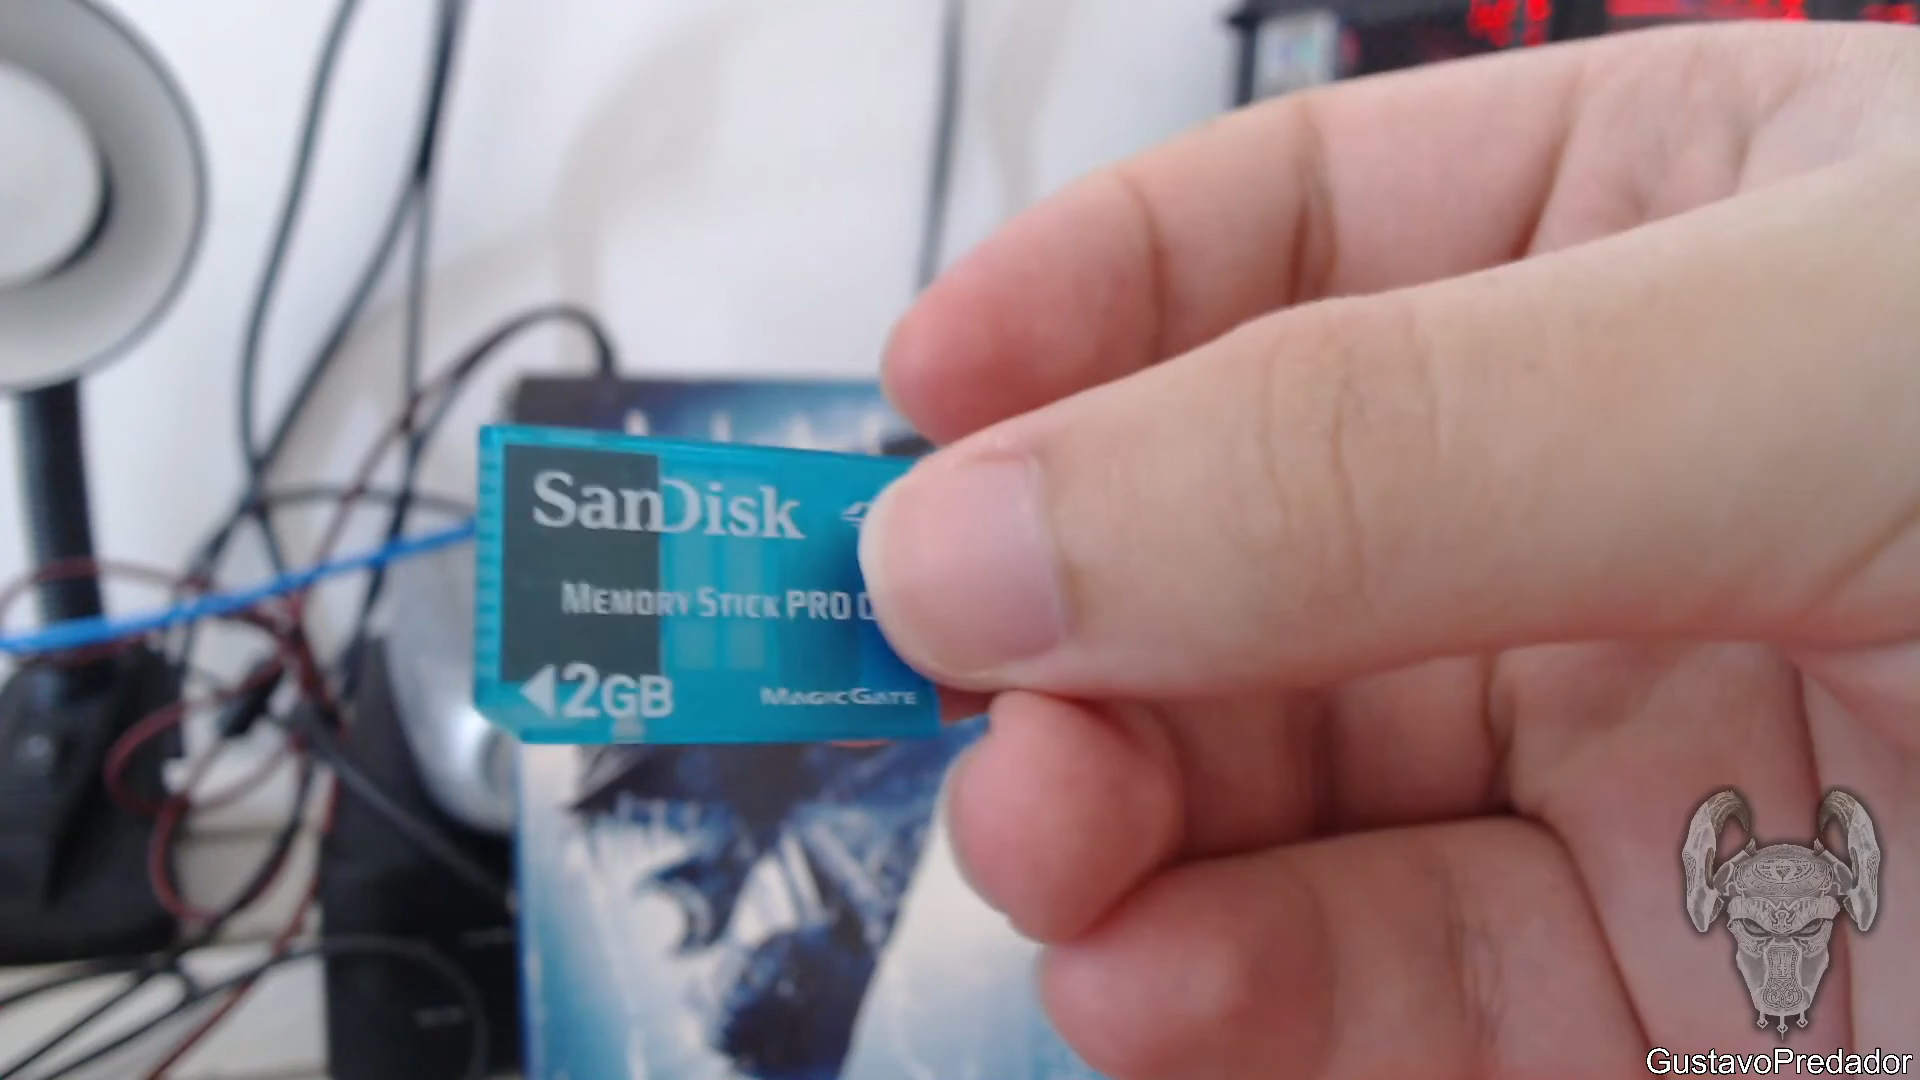 SanDisk
MEMORY STICK PRO
2GB
MAGICGATE
GustavoPredador